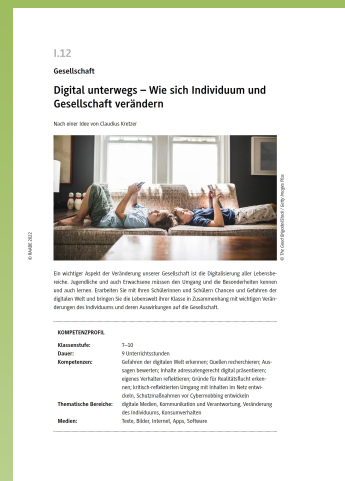 I.12
Gesellschaft
Digital unterwegs – Wie sich Individuum und
Gesellschaft verändern
Nach einer Idee von Claudius Kretzer
© RAABE 2022
© The Good Brigade/iStock / Getty Images Plus
Ein wichtiger Aspekt der Veränderung unserer Gesellschaft ist die Digitalisierung aller Lebensbe-
reiche. Jugendliche und auch Erwachsene müssen den Umgang und die Besonderheiten kennen
und auch lernen. Erarbeiten Sie mit Ihren Schülerinnen und Schülern Chancen und Gefahren der
digitalen Welt und bringen Sie die Lebenswelt Ihrer Klasse in Zusammenhang mit wichtigen Verän-
derungen des Individuums und deren Auswirkungen auf die Gesellschaft.
KOMPETENZPROFIL
Klassenstufe: 7–10
Dauer: 9 Unterrichtsstunden
Kompetenzen: Gefahren der digitalen Welt erkennen; Quellen recherchieren; Aus-
sagen bewerten; Inhalte adressatengerecht digital präsentieren;
eigenes Verhalten reflektieren; Gründe für Realitätsflucht erken-
nen; kritisch-reflektierten Umgang mit Inhalten im Netz entwi-
ckeln, Schutzmaßnahmen vor Cybermobbing entwickeln
Thematische Bereiche: digitale Medien, Kommunikation und Verantwortung, Veränderung
des Individuums, Konsumverhalten
Medien: Texte, Bilder, Internet, Apps, Software